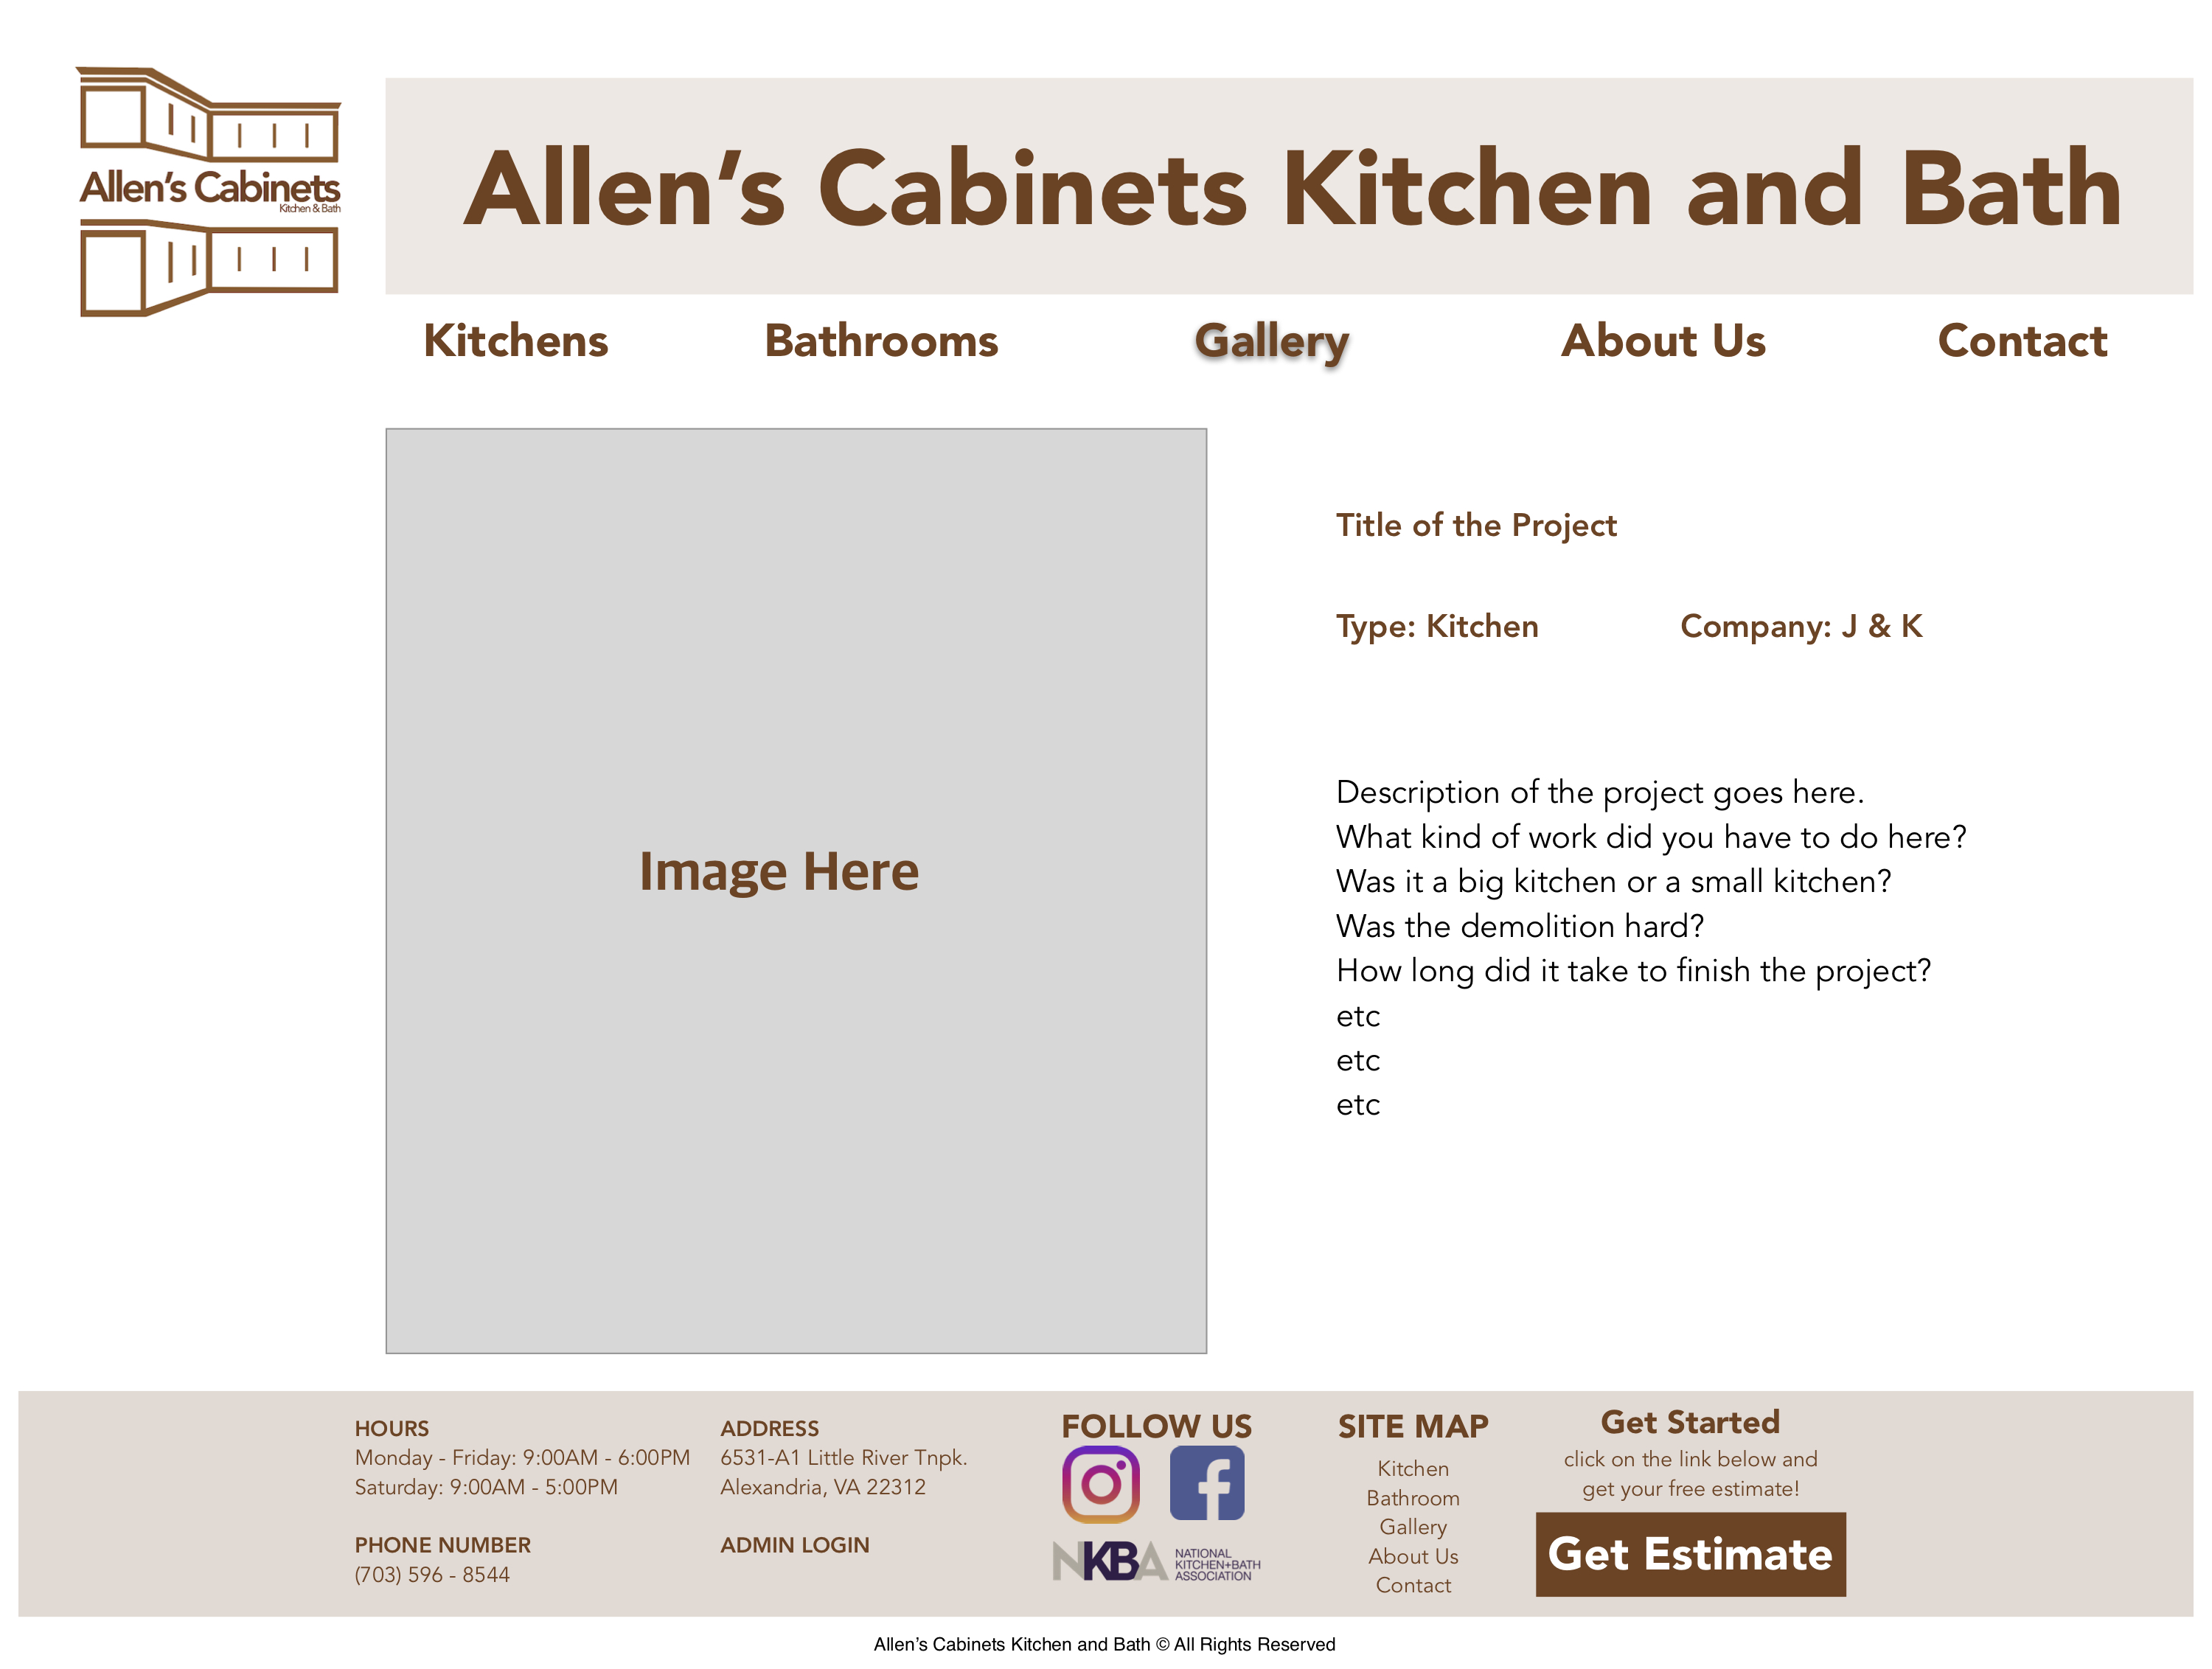 Allen’s Cabinets
Kitchen & Bath
Allen’s Cabinets Kitchen and Bath
Kitchens
Bathrooms
Gallery
About Us
Contact
Image Here
Title of the Project
Type: Kitchen
Company: J & K
Description of the project goes here.
What kind of work did you have to do here?
Was it a big kitchen or a small kitchen?
Was the demolition hard?
How long did it take to finish the project?
etc
etc
etc
HOURS
Monday - Friday: 9:00AM - 6:00PM
Saturday: 9:00AM - 5:00PM
PHONE NUMBER
(703) 596 - 8544
ADDRESS
6531-A1 Little River Tnpk.
Alexandria, VA 22312
ADMIN LOGIN
FOLLOW US
NKBA
NATIONAL
KITCHEN+BATH
ASSOCIATION
SITE MAP
Kitchen
Bathroom
Gallery
About Us
Contact
Get Started
click on the link below and
get your free estimate!
Get Estimate
Allen’s Cabinets Kitchen and Bath © All Rights Reserved